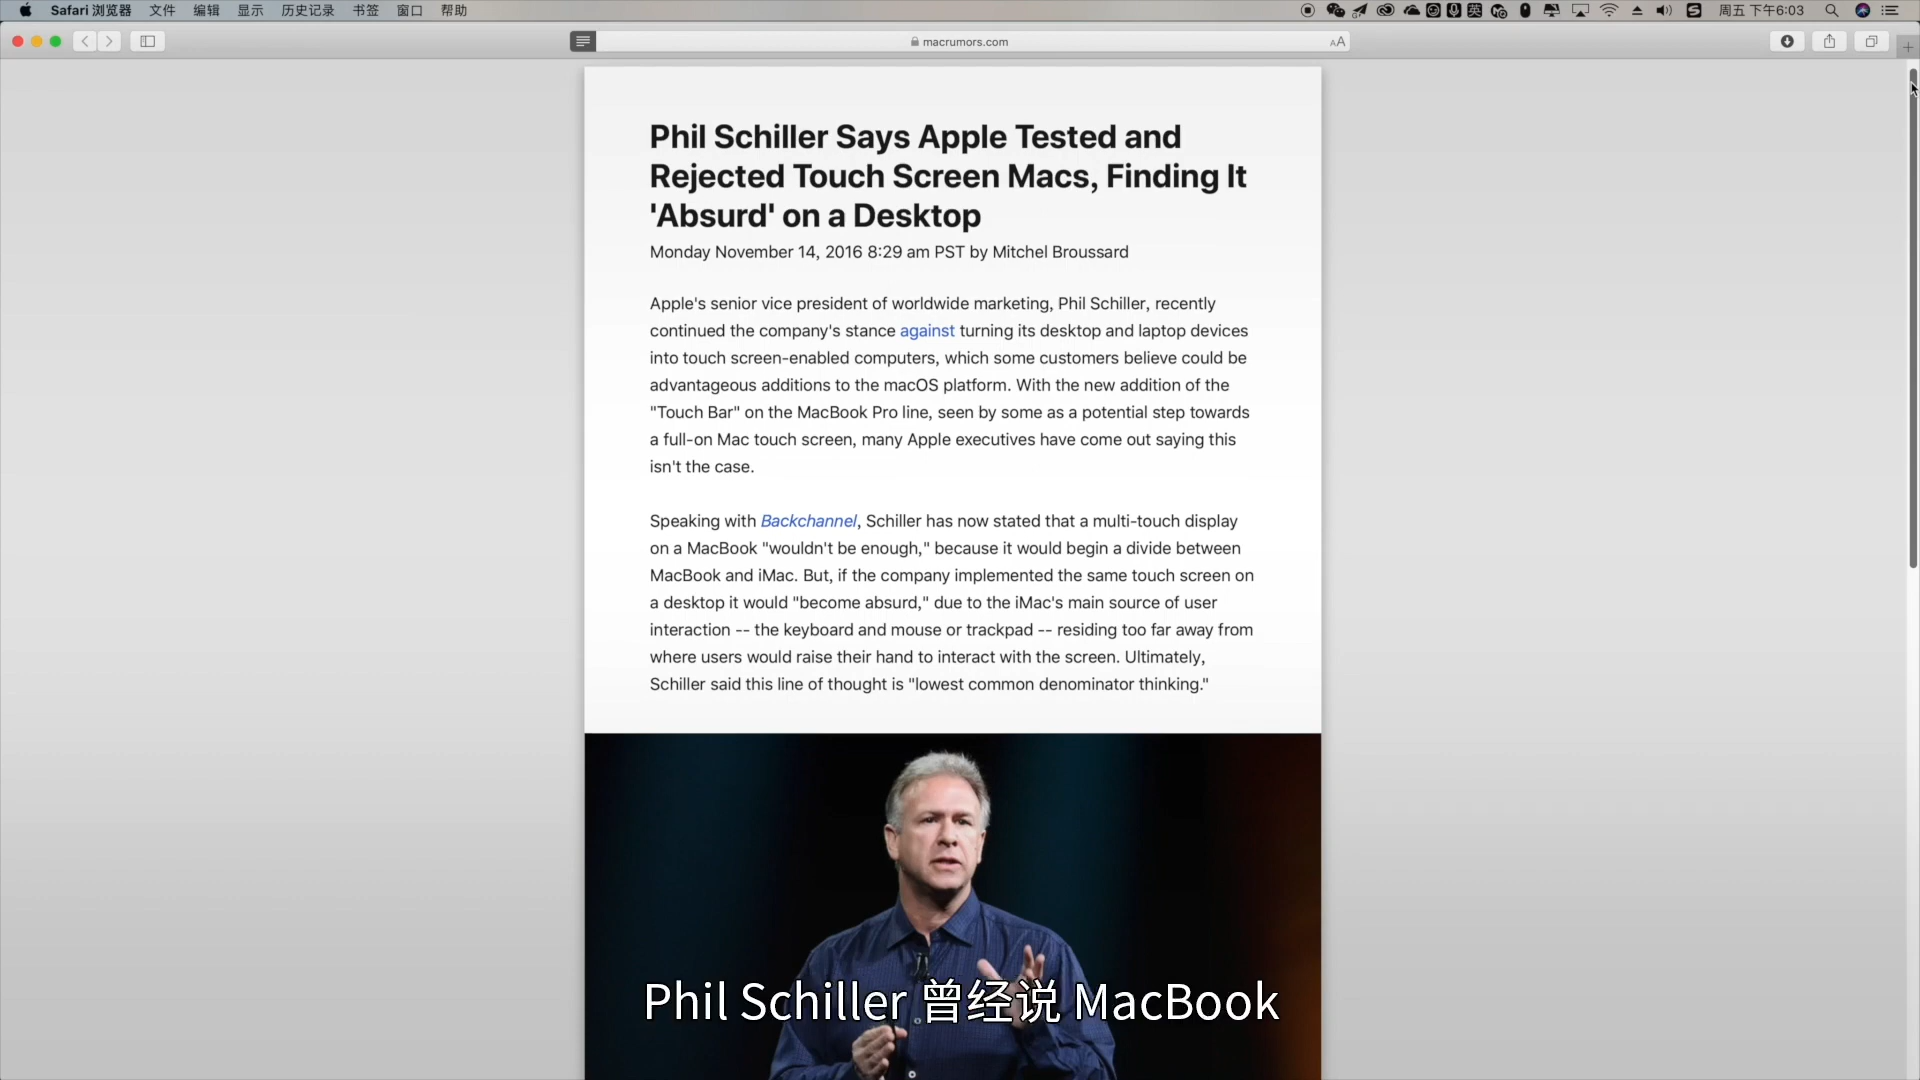 Safari 浏览器 文件 编辑 显示 历史记录 书签 窗口 帮助 英 周五 下午6:03
macrumors.com AA
Phil Schiller Says Apple Tested and
Rejected Touch Screen Macs, Finding It
'Absurd' on a Desktop
Monday November 14, 2016 8:29 am PST by Mitchel Broussard
Apple's senior vice president of worldwide marketing, Phil Schiller, recently
continued the company's stance against turning its desktop and laptop devices
into touch screen-enabled computers, which some customers believe could be
advantageous additions to the macOS platform. With the new addition of the
"Touch Bar" on the MacBook Pro line, seen by some as a potential step towards
a full-on Mac touch screen, many Apple executives have come out saying this
isn't the case.
Speaking with Backchannel, Schiller has now stated that a multi-touch display
on a MacBook "wouldn't be enough," because it would begin a divide between
MacBook and iMac. But, if the company implemented the same touch screen on
a desktop it would "become absurd," due to the iMac's main source of user
interaction -- the keyboard and mouse or trackpad -- residing too far away from
where users would raise their hand to interact with the screen. Ultimately,
Schiller said this line of thought is "lowest common denominator thinking."
Phil Schiller 曾经说 MacBook